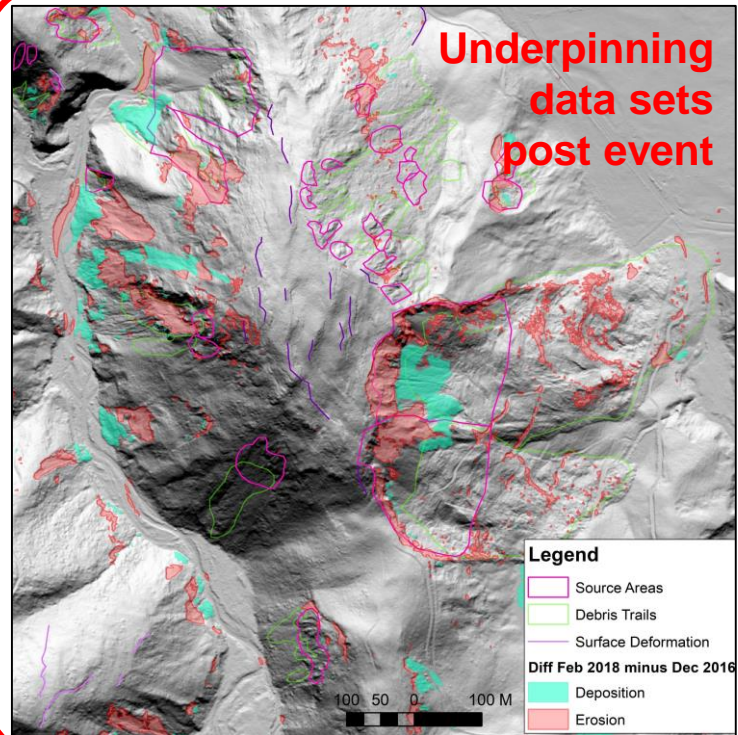 Underpinning
data sets
post event
Legend
Source Areas
Debris Trails
Surface Deformation
Diff Feb 2018 minus Dec 2016
Deposition
Erosion
100 50 0 100 M